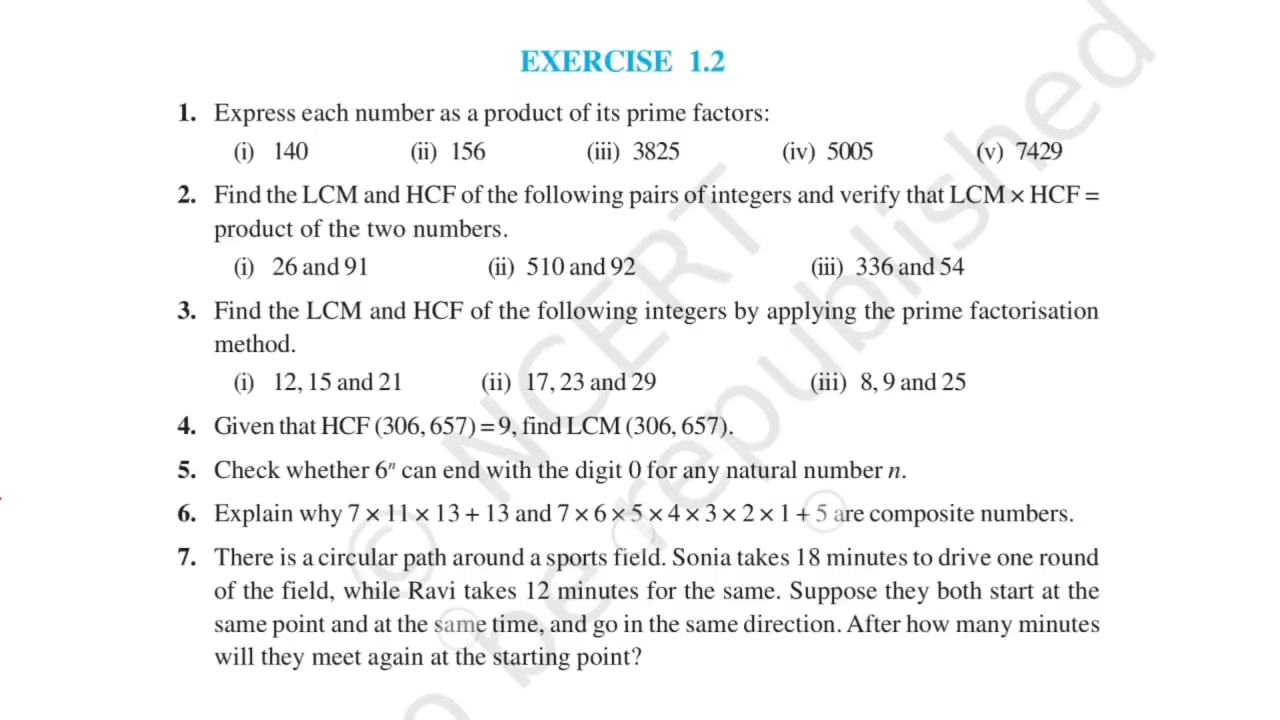 EXERCISE 1.2
1. Express each number as a product of its prime factors:
(i) 140 (ii) 156 (iii) 3825 (iv) 5005 (v) 7429
2. Find the LCM and HCF of the following pairs of integers and verify that LCM × HCF =
product of the two numbers.
(i) 26 and 91 (ii) 510 and 92 (iii) 336 and 54
3. Find the LCM and HCF of the following integers by applying the prime factorisation
method.
(i) 12, 15 and 21 (ii) 17, 23 and 29 (iii) 8, 9 and 25
4. Given that HCF (306, 657) = 9, find LCM (306, 657).
5. Check whether 6ⁿ can end with the digit 0 for any natural number n.
6. Explain why 7 × 11 × 13 + 13 and 7 × 6 × 5 × 4 × 3 × 2 × 1 + 5 are composite numbers.
7. There is a circular path around a sports field. Sonia takes 18 minutes to drive one round
of the field, while Ravi takes 12 minutes for the same. Suppose they both start at the
same point and at the same time, and go in the same direction. After how many minutes
will they meet again at the starting point?
© NCERT
be republished